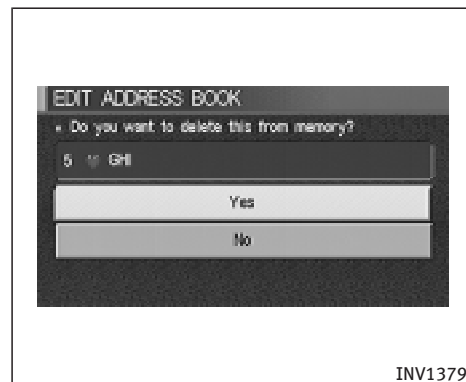 EDIT ADDRESS BOOK
Do you want to delete this from memory?
5 GHI
Yes
No
INV1379